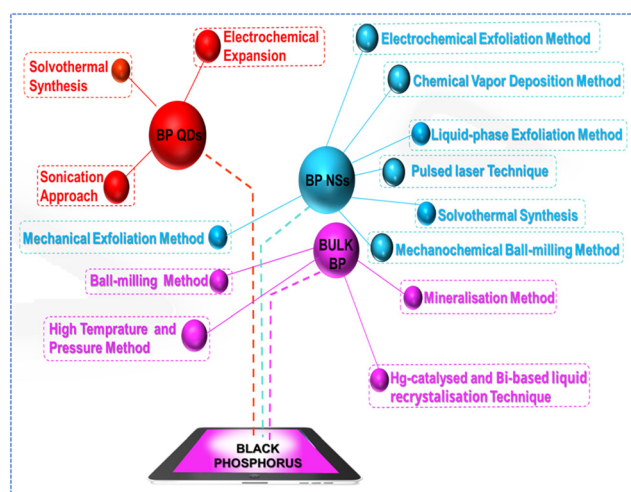 Electrochemical
Expansion
Solvothermal
Synthesis
BP QDs
Sonication
Approach
Electrochemical Exfoliation Method
Chemical Vapor Deposition Method
Liquid-phase Exfoliation Method
Pulsed laser Technique
BP NSs
Solvothermal Synthesis
Mechanochemical Ball-milling Method
Mechanical Exfoliation Method
BULK
BP
Ball-milling Method
High Temprature and
Pressure Method
Mineralisation Method
Hg-catalysed and Bi-based liquid
recrystalisation Technique
BLACK
PHOSPHORUS